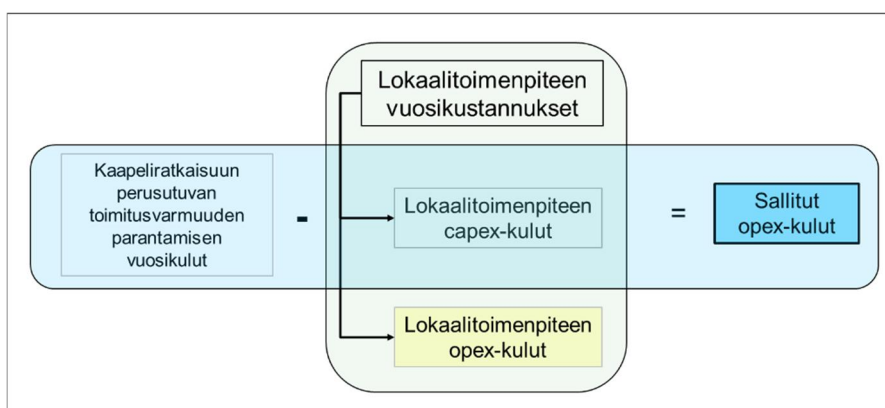 Lokaalitoimenpiteen
vuosikustannukset
Kaapeliratkaisuun
perusutuvan
toimitusvarmuuden
parantamisen
vuosikulut
-
Lokaalitoimenpiteen
capex-kulut
=
Sallitut
opex-kulut
Lokaalitoimenpiteen
opex-kulut